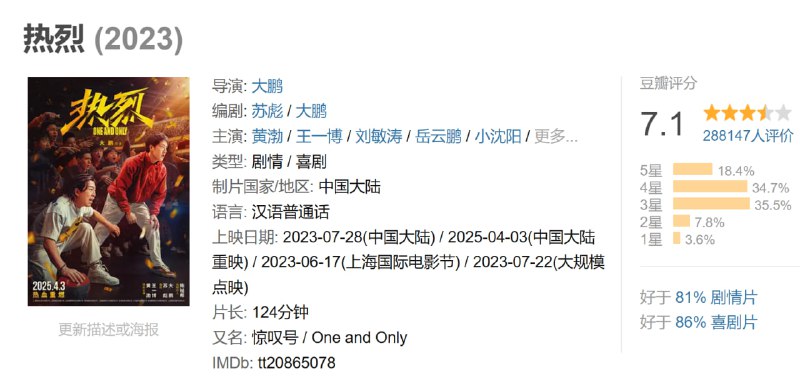 热烈 (2023)
热烈
ONE AND ONLY
大鹏
2025.4.3
热血重燃
更新描述或海报
导演: 大鹏
编剧: 苏彪 / 大鹏
主演: 黄渤 / 王一博 / 刘敏涛 / 岳云鹏 / 小沈阳 / 更多...
类型: 剧情 / 喜剧
制片国家/地区: 中国大陆
语言: 汉语普通话
上映日期: 2023-07-28(中国大陆) / 2025-04-03(中国大陆
重映) / 2023-06-17(上海国际电影节) / 2023-07-22(大规模
点映)
片长: 124分钟
又名: 惊叹号 / One and Only
IMDb: tt20865078
豆瓣评分
7.1
288147人评价
5星 18.4%
4星 34.7%
3星 35.5%
2星 7.8%
1星 3.6%
好于 81% 剧情片
好于 86% 喜剧片